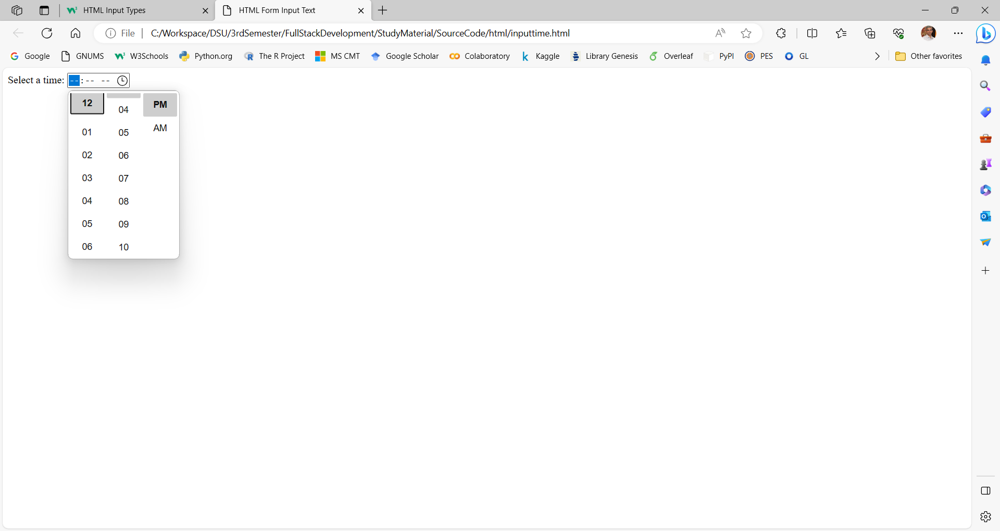 HTML Input Types
HTML Form Input Text
File
C:/Workspace/DSU/3rdSemester/FullStackDevelopment/StudyMaterial/SourceCode/html/inputtime.html
Google GNUMS W3Schools Python.org The R Project MS CMT Google Scholar Colaboratory Kaggle Library Genesis Overleaf PyPI PES GL Other favorites
Select a time: --:-- --
12 PM
04
01 05 AM
02 06
03 07
04 08
05 09
06 10